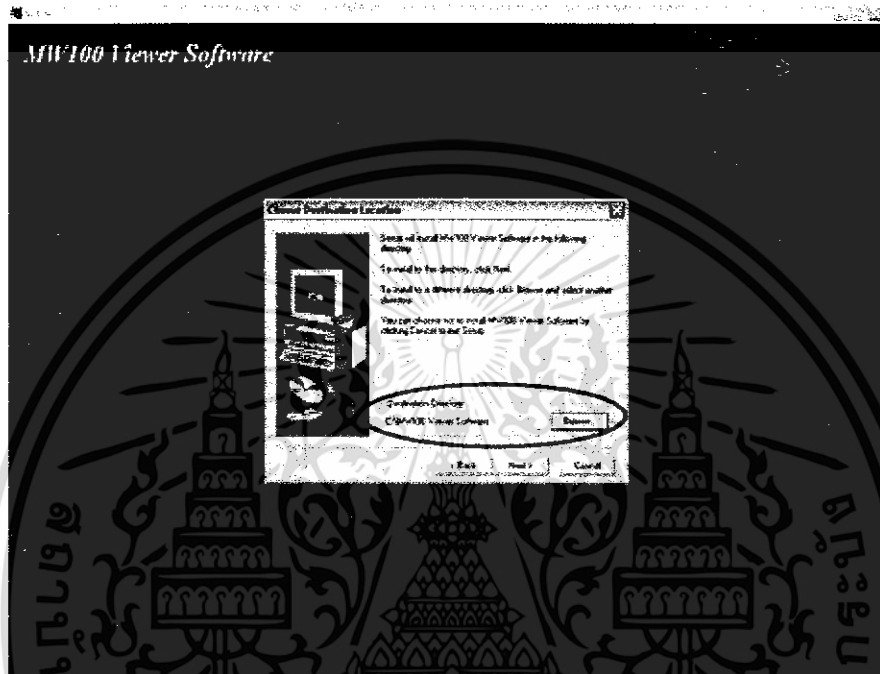 MW100 Viewer Software
Choose Destination Location
Setup will install MW100 Viewer Software in the following
directory.
To install to this directory, click Next.
To install to a different directory, click Browse and select another
directory.
You can choose not to install MW100 Viewer Software by
clicking Cancel to exit Setup.
Destination Directory
C:\MW100 Viewer Software
Browse...
< Back
Next >
Cancel